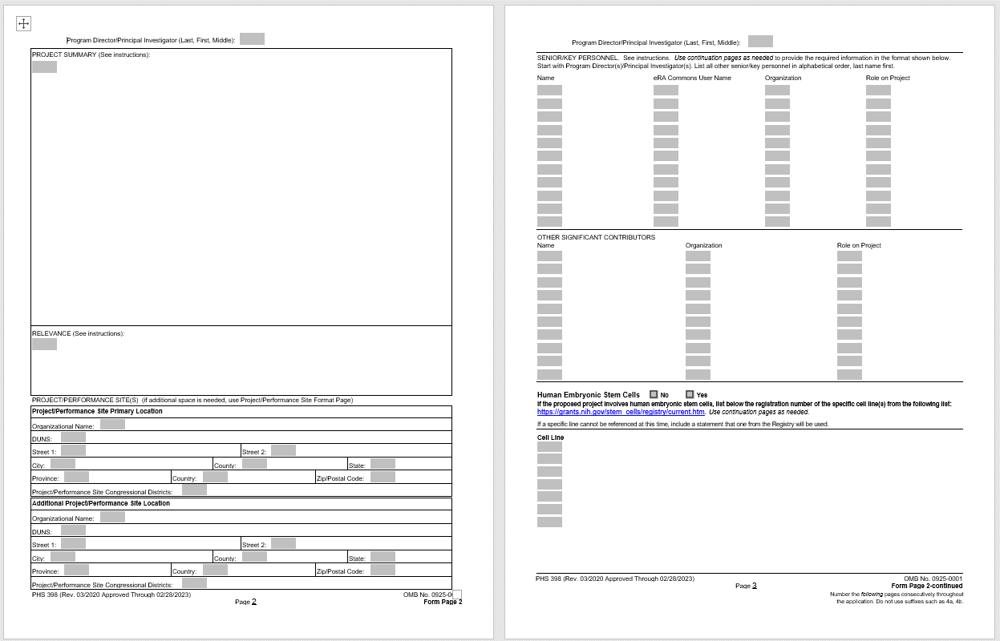 Program Director/Principal Investigator (Last, First, Middle):
PROJECT SUMMARY (See instructions):
RELEVANCE (See instructions):
PROJECT/PERFORMANCE SITE(S) (if additional space is needed, use Project/Performance Site Format Page)
Project/Performance Site Primary Location
Organizational Name:
DUNS:
Street 1: Street 2:
City: County: State:
Province: Country: Zip/Postal Code:
Project/Performance Site Congressional Districts:
Additional Project/Performance Site Location
Organizational Name:
DUNS:
Street 1: Street 2:
City: County: State:
Province: Country: Zip/Postal Code:
Project/Performance Site Congressional Districts:
PHS 398 (Rev. 03/2020 Approved Through 02/28/2023) OMB No. 0925-0
Page 2 Form Page 2
Program Director/Principal Investigator (Last, First, Middle):
SENIOR/KEY PERSONNEL. See instructions. Use continuation pages as needed to provide the required information in the format shown below.
Start with Program Director(s)/Principal Investigator(s). List all other senior/key personnel in alphabetical order, last name first.
Name eRA Commons User Name Organization Role on Project
OTHER SIGNIFICANT CONTRIBUTORS
Name Organization Role on Project
Human Embryonic Stem Cells No Yes
If the proposed project involves human embryonic stem cells, list below the registration number of the specific cell line(s) from the following list:
https://grants.nih.gov/stem_cells/registry/current.htm. Use continuation pages as needed.
If a specific line cannot be referenced at this time, include a statement that one from the Registry will be used.
Cell Line
PHS 398 (Rev. 03/2020 Approved Through 02/28/2023) OMB No. 0925-0001
Page 3 Form Page 2-continued
Number the following pages consecutively throughout
the application. Do not use suffixes such as 4a, 4b.